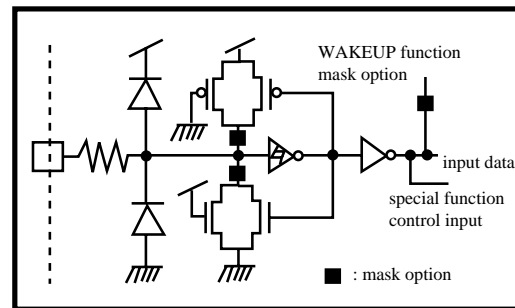 WAKEUP function
mask option
input data
special function
control input
: mask option